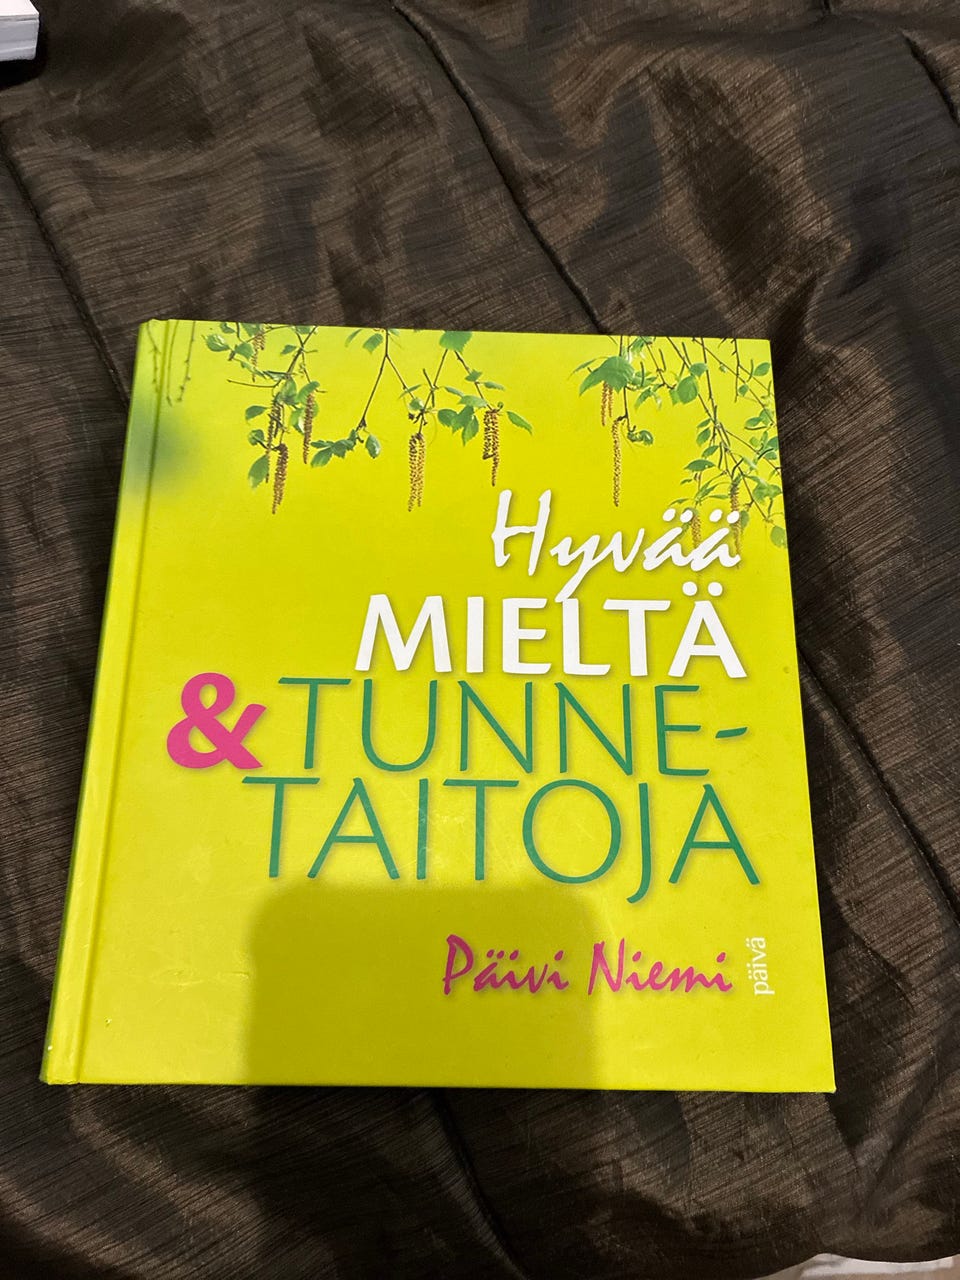 Hyvää
MIELTÄ
& TUNNE-
TAITOJA
Päivi Niemi
päivä